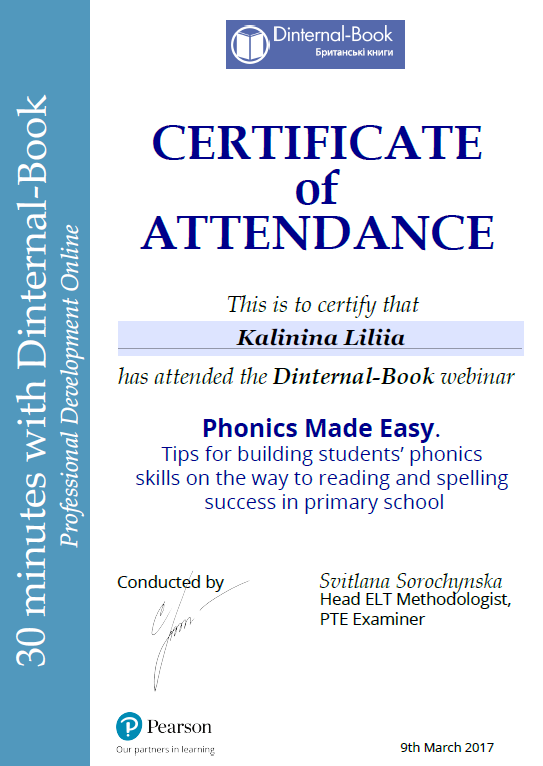 Dinternal-Book
Британські книги
30 minutes with Dinternal-Book
Professional Development Online
CERTIFICATE
of
ATTENDANCE
This is to certify that
Kalinina Liliia
has attended the Dinternal-Book webinar
Phonics Made Easy.
Tips for building students’ phonics
skills on the way to reading and spelling
success in primary school
Conducted by
Svitlana Sorochynska
Head ELT Methodologist,
PTE Examiner
Pearson
Our partners in learning
9th March 2017